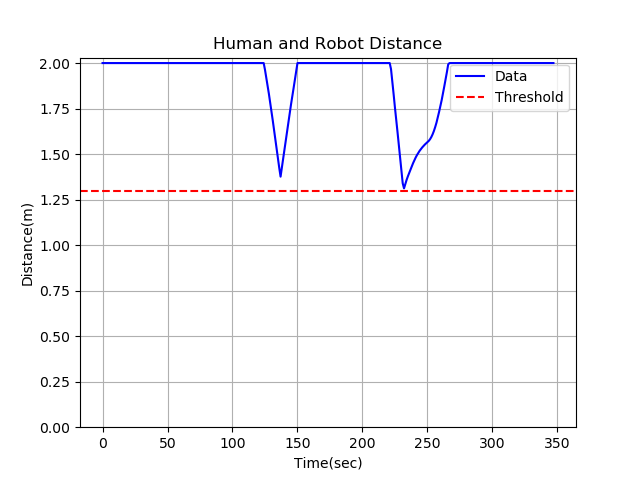 Human and Robot Distance
2.00
1.75
1.50
1.25
1.00
0.75
0.50
0.25
0.00
Distance(m)
Data
Threshold
0 50 100 150 200 250 300 350
Time(sec)